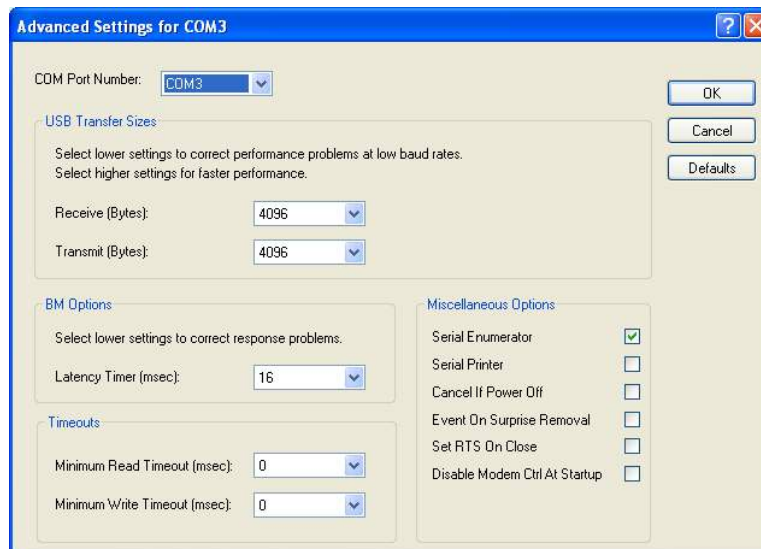 Advanced Settings for COM3
COM Port Number: COM3
OK
Cancel
Defaults
USB Transfer Sizes
Select lower settings to correct performance problems at low baud rates.
Select higher settings for faster performance.
Receive (Bytes): 4096
Transmit (Bytes): 4096
BM Options
Select lower settings to correct response problems.
Latency Timer (msec): 16
Timeouts
Minimum Read Timeout (msec): 0
Minimum Write Timeout (msec): 0
Miscellaneous Options
Serial Enumerator
Serial Printer
Cancel If Power Off
Event On Surprise Removal
Set RTS On Close
Disable Modem Ctrl At Startup